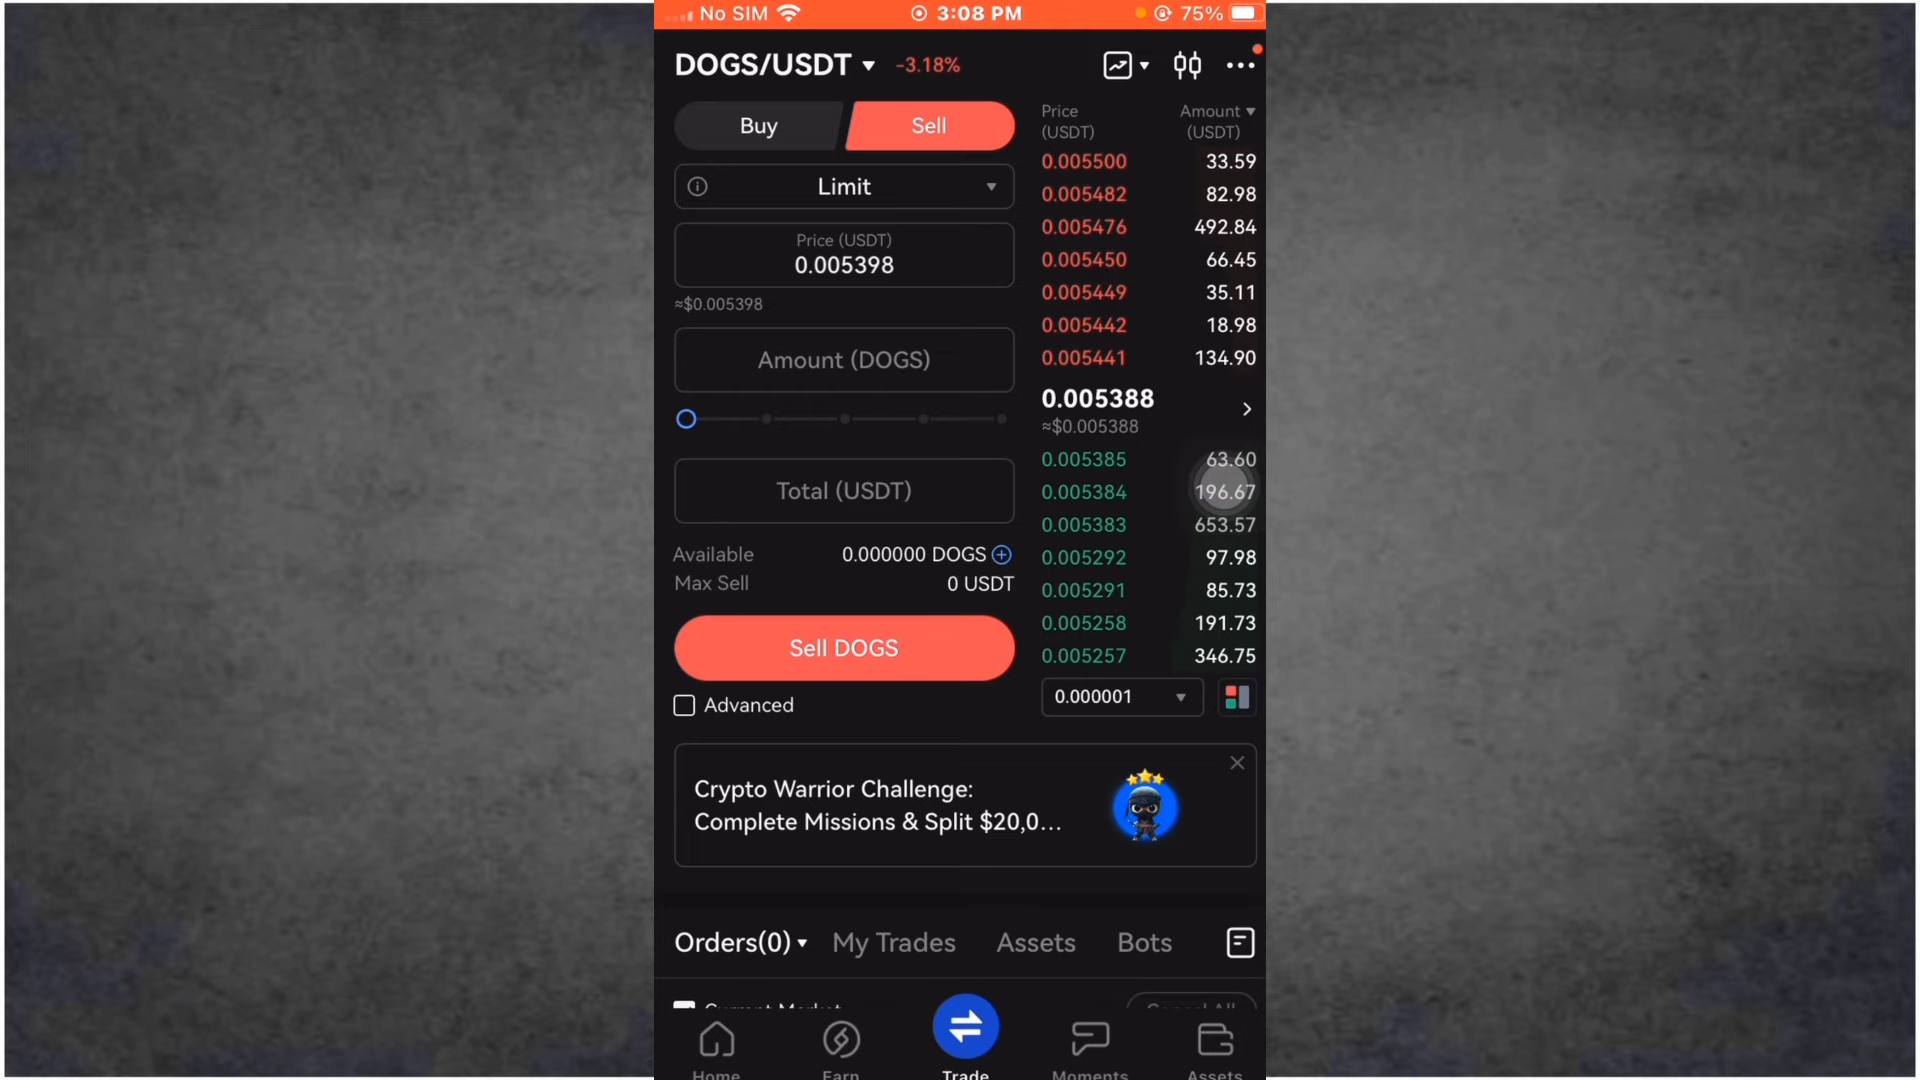 No SIM 3:08 PM 75%
DOGS/USDT -3.18%
Buy Sell
Limit
Price (USDT)
0.005398
≈$0.005398
Amount (DOGS)
Total (USDT)
Available 0.000000 DOGS
Max Sell 0 USDT
Sell DOGS
Advanced
Price Amount
(USDT) (USDT)
0.005500 33.59
0.005482 82.98
0.005476 492.84
0.005450 66.45
0.005449 35.11
0.005442 18.98
0.005441 134.90
0.005388
≈$0.005388
0.005385 63.60
0.005384 196.67
0.005383 653.57
0.005292 97.98
0.005291 85.73
0.005258 191.73
0.005257 346.75
0.000001
Crypto Warrior Challenge:
Complete Missions & Split $20,0...
Orders(0) My Trades Assets Bots
Current Market Cancel All
Home Earn Trade Moments Assets